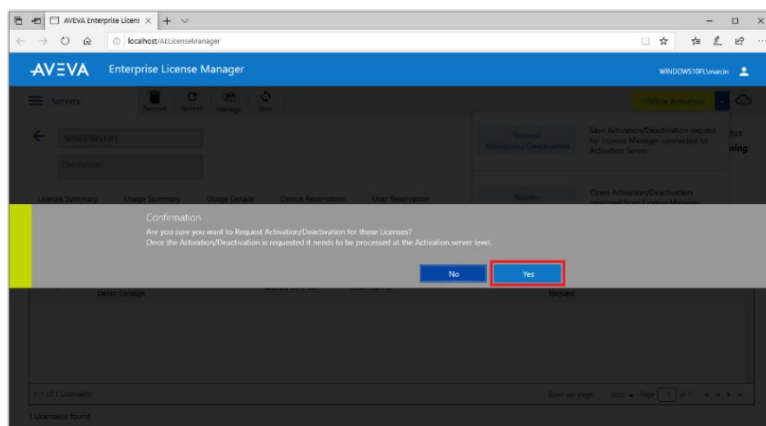 AVEVA Enterprise Licens
localhost/AELicenseManager
AVEVA Enterprise License Manager
WINDOWS10PL\marcin
Servers
Remove Refresh Manage Sync
Offline Activation
WINDOWS10PL
Description
Request
Activation / Deactivation
Save Activation/Deactivation request
for License Manager connected to
Activation Server
Open Activation/Deactivation
License Summary Usage Summary Usage Details Device Reservation User Reservation
Confirmation
Are you sure you want to Request Activation/Deactivation for these Licenses?
Once the Activation/Deactivation is requested it needs to be processed at the Activation server level.
No Yes
Request
1-1 of 1 License(s)
Rows per page: Page 1 of 1
1 License(s) found